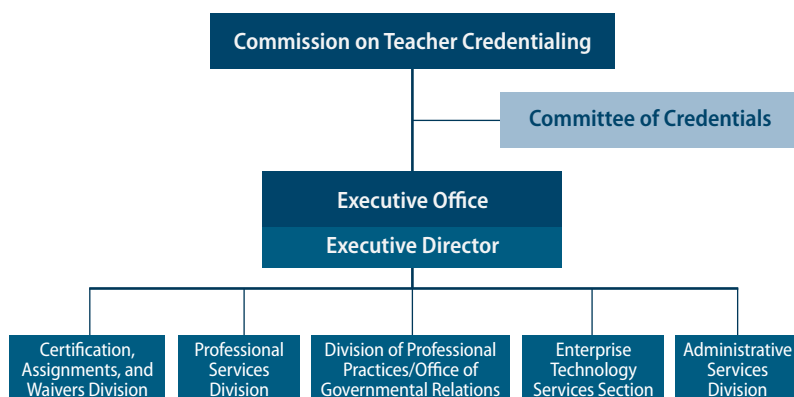 Commission on Teacher Credentialing
Committee of Credentials
Executive Office
Executive Director
Certification,
Assignments, and
Waivers Division
Professional
Services
Division
Division of Professional
Practices/Office of
Governmental Relations
Enterprise
Technology
Services Section
Administrative
Services
Division